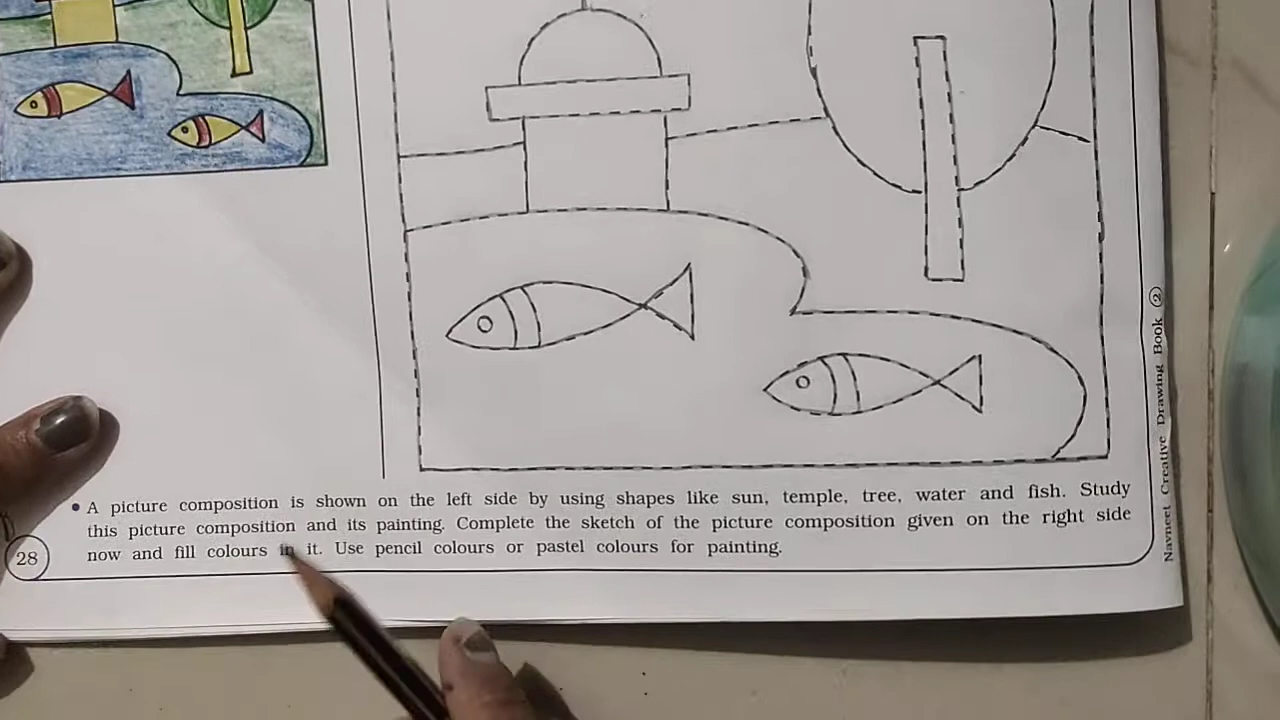 • A picture composition is shown on the left side by using shapes like sun, temple, tree, water and fish. Study
this picture composition and its painting. Complete the sketch of the picture composition given on the right side
now and fill colours in it. Use pencil colours or pastel colours for painting.
28
Navneet Creative Drawing Book ②